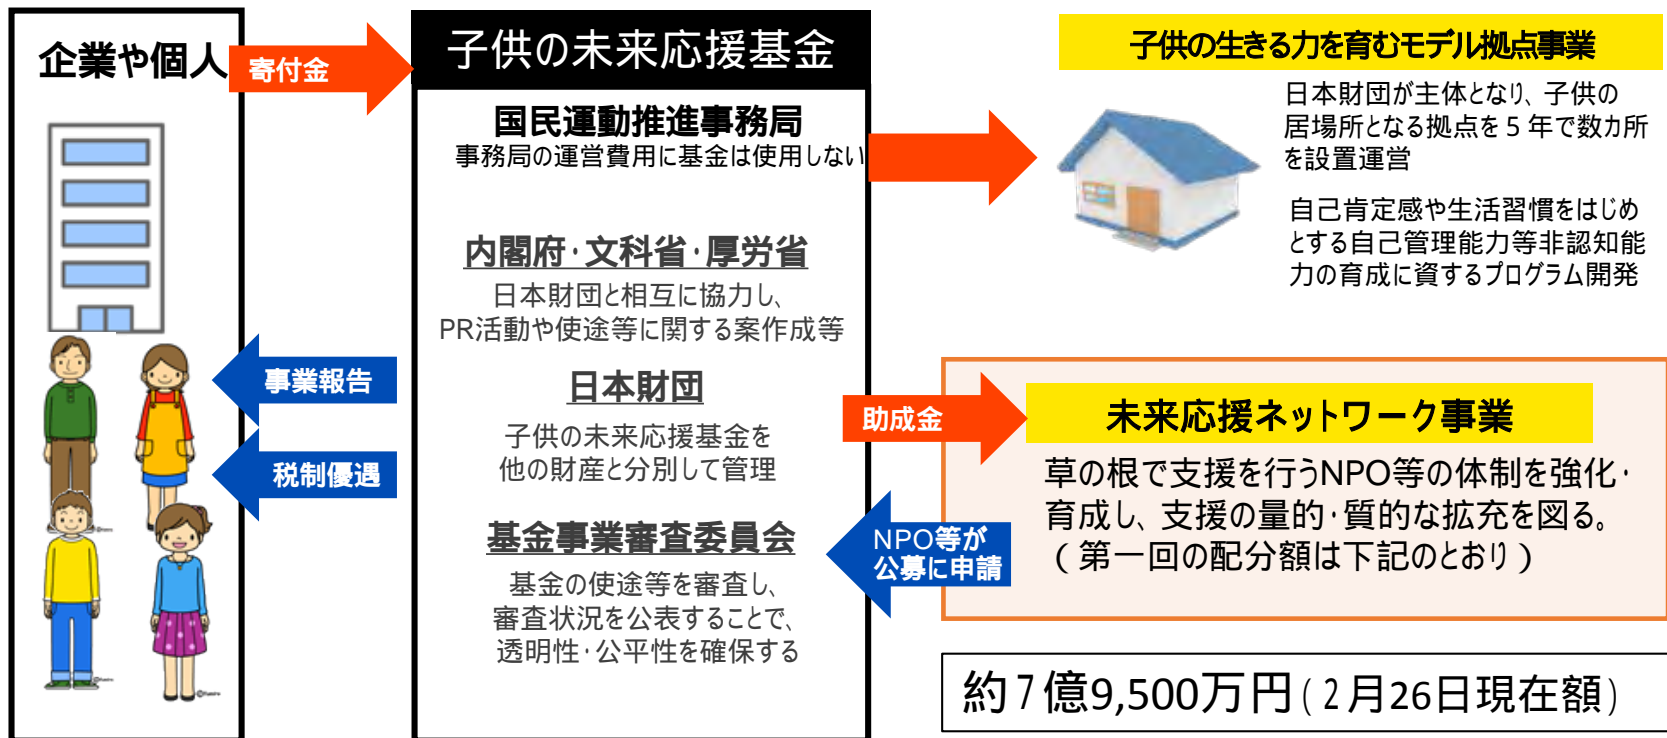 企業や個人
寄付金
事業報告
税制優遇
子供の未来応援基金
国民運動推進事務局
事務局の運営費用に基金は使用しない
内閣府・文科省・厚労省
日本財団と相互に協力し、
PR活動や使途等に関する案作成等
日本財団
子供の未来応援基金を
他の財産と分別して管理
基金事業審査委員会
基金の使途等を審査し、
審査状況を公表することで、
透明性・公平性を確保する
子供の生きる力を育むモデル拠点事業
日本財団が主体となり、子供の
居場所となる拠点を5年で数カ所
を設置運営
自己肯定感や生活習慣をはじめ
とする自己管理能力等非認知能
力の育成に資するプログラム開発
助成金
NPO等が
公募に申請
未来応援ネットワーク事業
草の根で支援を行うNPO等の体制を強化・
育成し、支援の量的・質的な拡充を図る。
(第一回の配分額は下記のとおり)
約7億9,500万円(2月26日現在額)